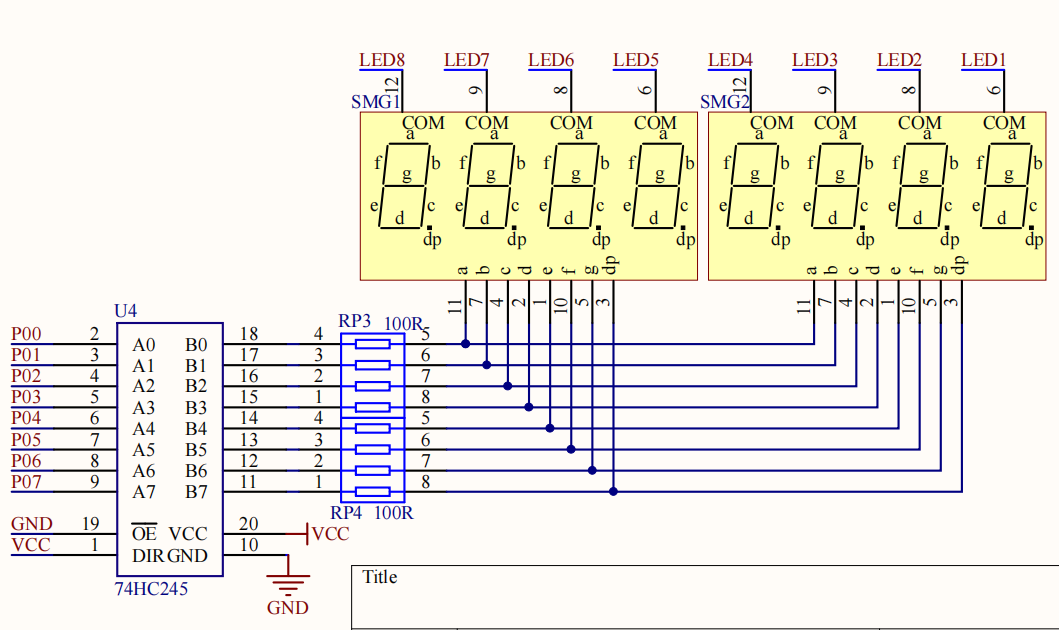 LED8 LED7 LED6 LED5 LED4 LED3 LED2 LED1
12 9 8 6 12 9 8 6
SMG1 SMG2
COM COM COM COM COM COM COM COM
a a a a a a a a
f b f b f b f b f b f b f b f b
g g g g g g g g
e d c e d c e d c e d c e d c e d c e d c e d c
dp dp dp dp dp dp dp dp
a b c d e f g dp a b c d e f g dp
11 7 4 2 1 10 5 3 11 7 4 2 1 10 5 3
U4
RP3 100R
P00 2 A0 B0 18 4 5
P01 3 A1 B1 17 3 6
P02 4 A2 B2 16 2 7
P03 5 A3 B3 15 1 8
P04 6 A4 B4 14 4 5
P05 7 A5 B5 13 3 6
P06 8 A6 B6 12 2 7
P07 9 A7 B7 11 1 8
RP4 100R
GND 19 OE VCC 20 VCC
VCC 1 DIR GND 10
74HC245
GND
Title